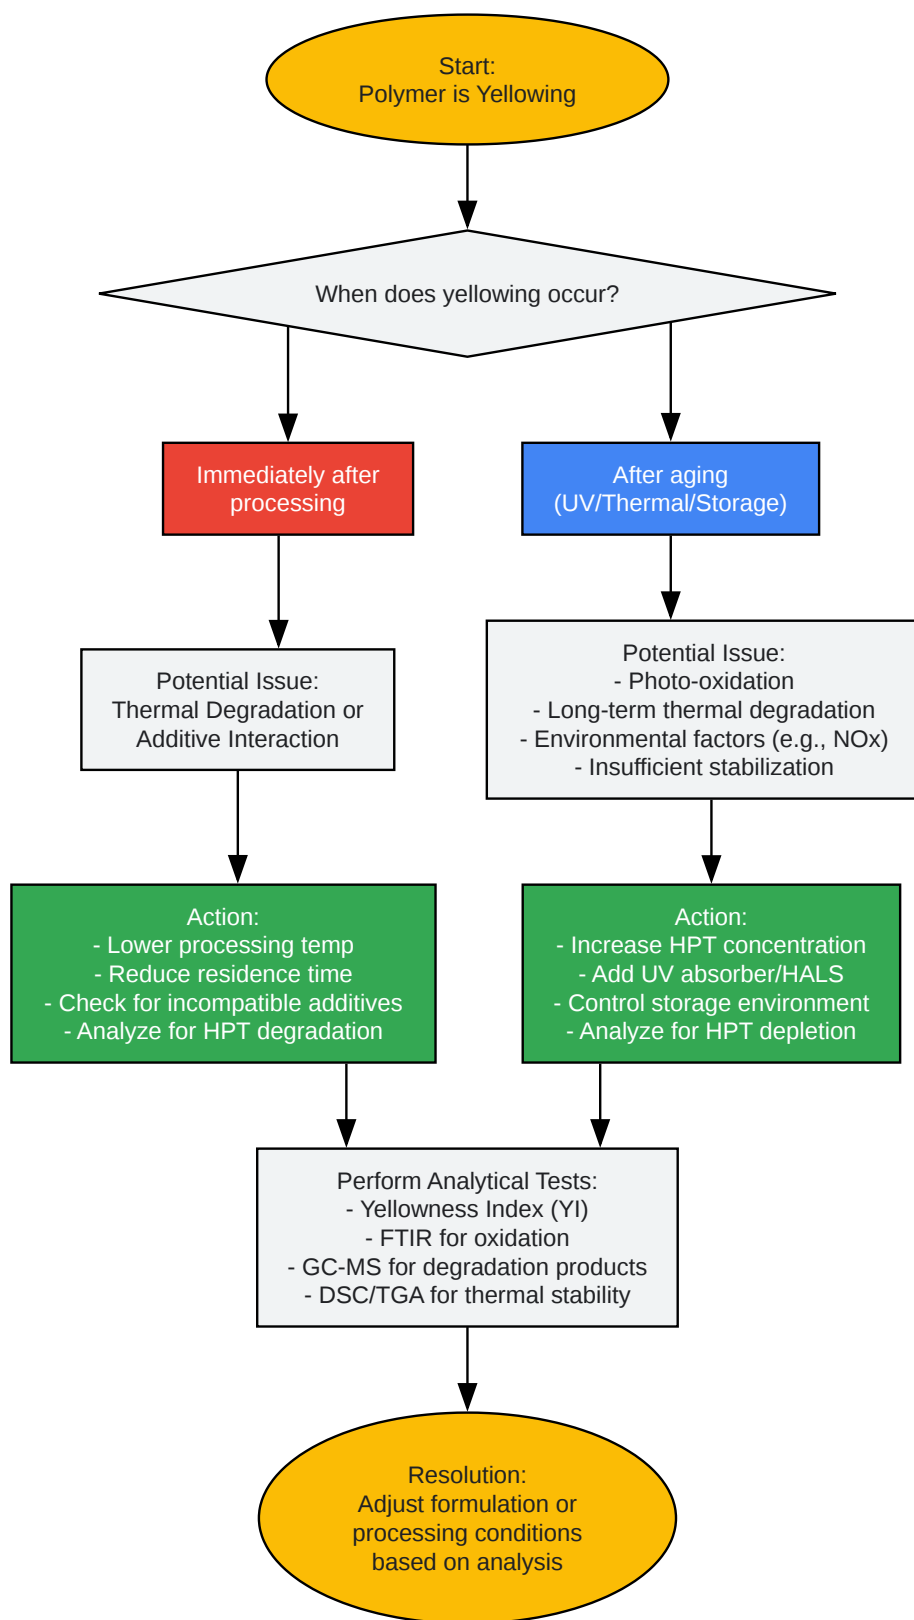 Start:
Polymer is Yellowing
When does yellowing occur?
Immediately after
processing
After aging
(UV/Thermal/Storage)
Potential Issue:
Thermal Degradation or
Additive Interaction
Potential Issue:
- Photo-oxidation
- Long-term thermal degradation
- Environmental factors (e.g., NOx)
- Insufficient stabilization
Action:
- Lower processing temp
- Reduce residence time
- Check for incompatible additives
- Analyze for HPT degradation
Action:
- Increase HPT concentration
- Add UV absorber/HALS
- Control storage environment
- Analyze for HPT depletion
Perform Analytical Tests:
- Yellowness Index (YI)
- FTIR for oxidation
- GC-MS for degradation products
- DSC/TGA for thermal stability
Resolution:
Adjust formulation or
processing conditions
based on analysis